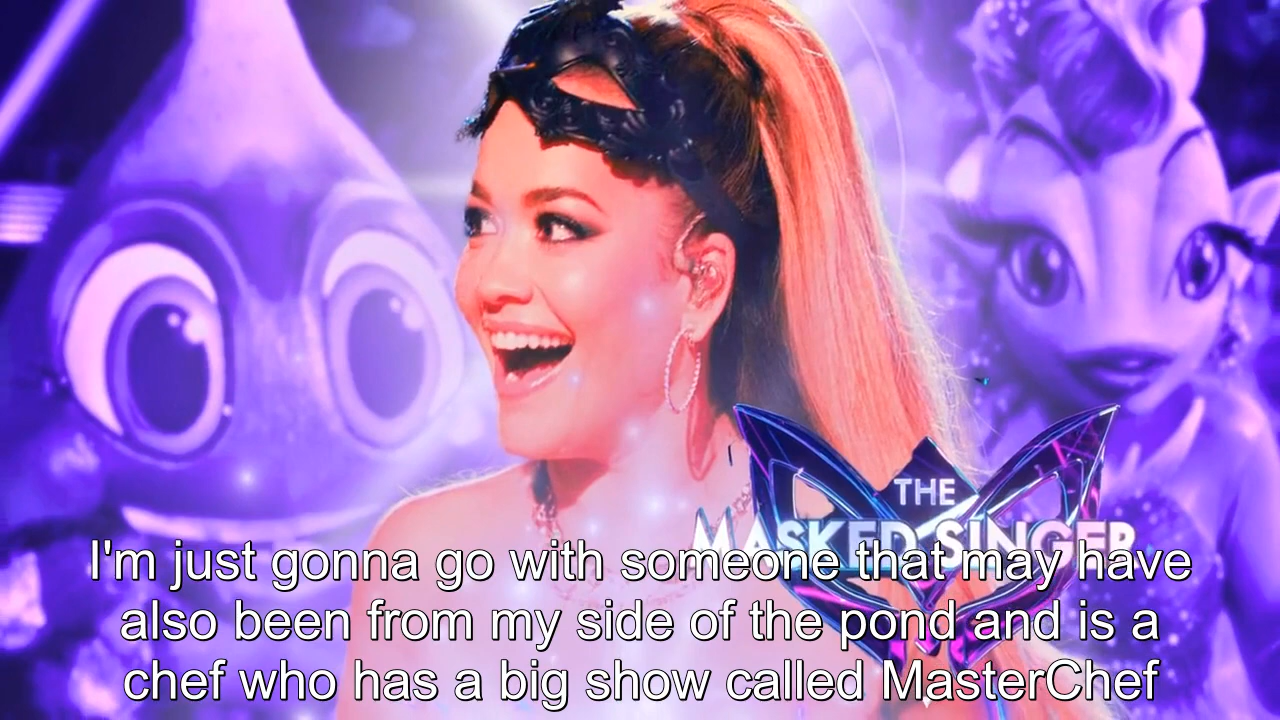 THE
MASKED SINGER
I'm just gonna go with someone that may have
also been from my side of the pond and is a
chef who has a big show called MasterChef